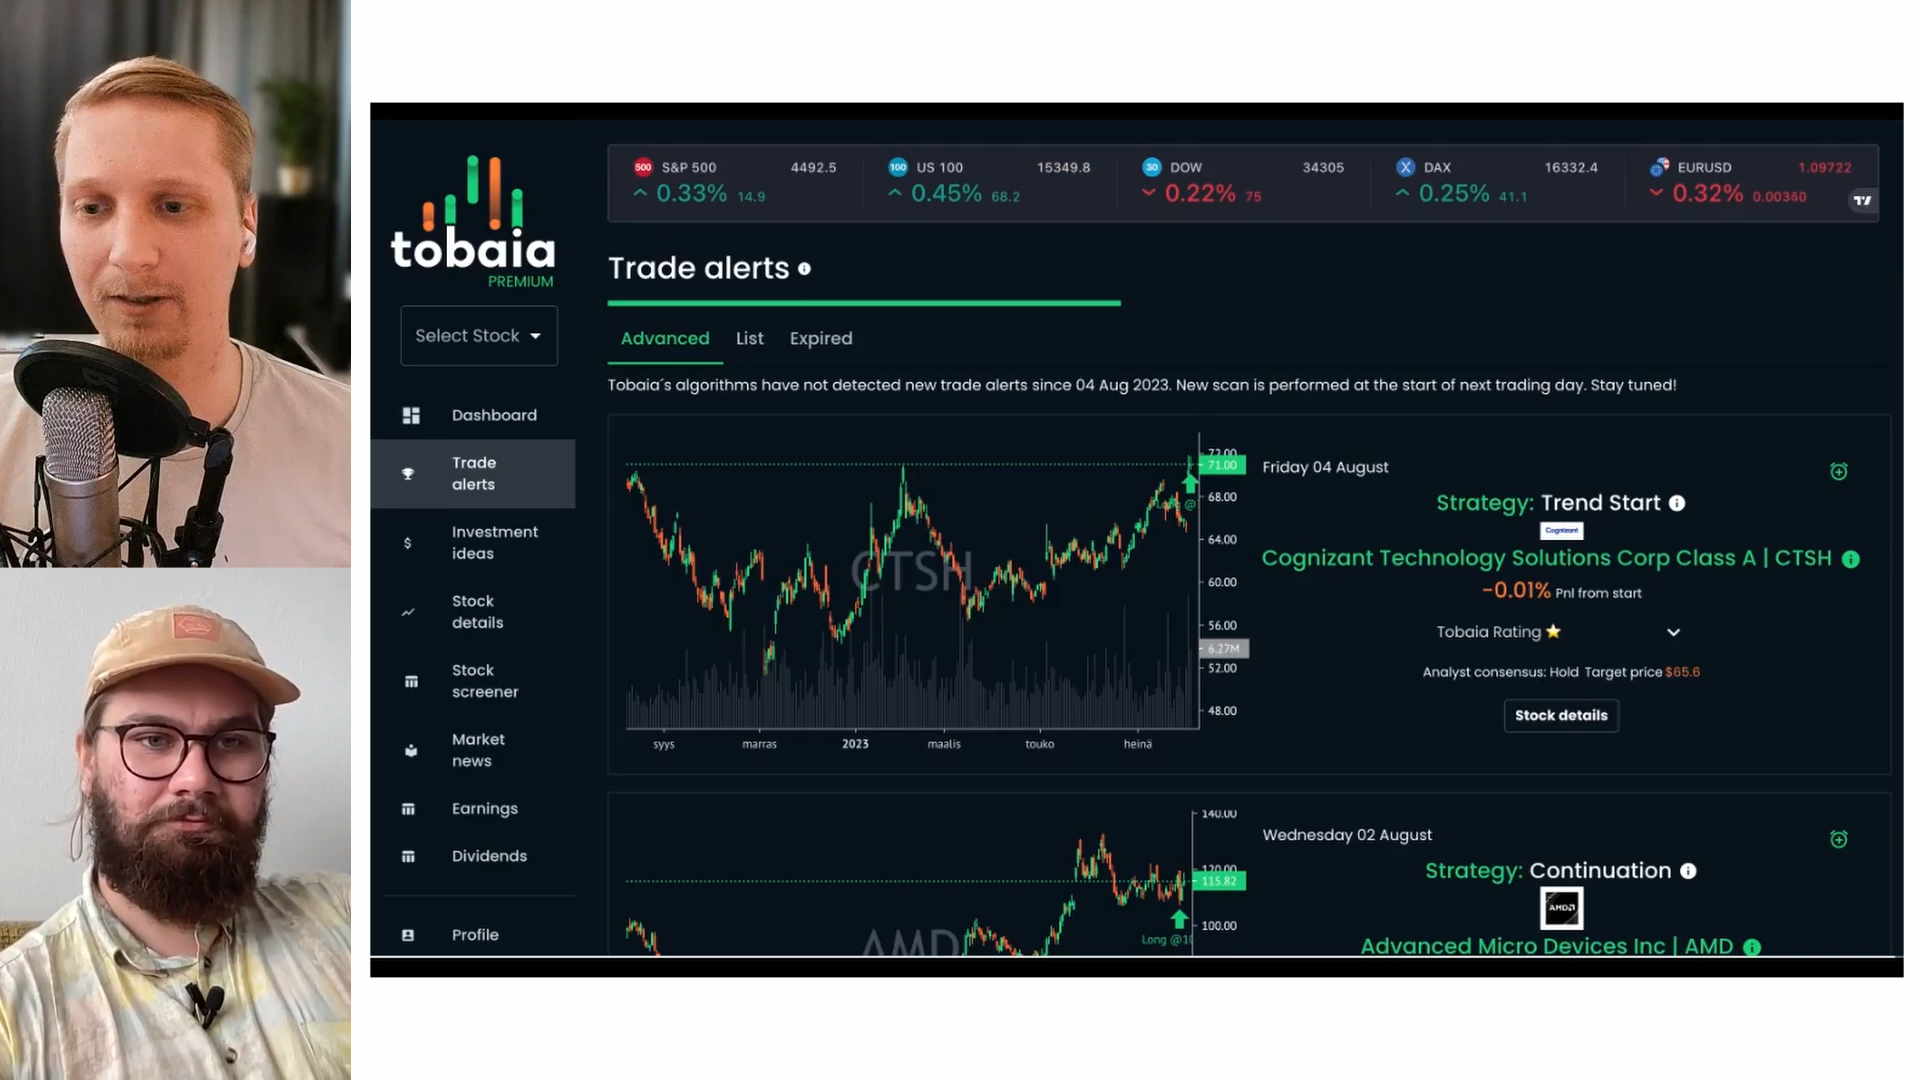 500 S&P 500 4492.5
0.33% 14.9
100 US 100 15349.8
0.45% 68.2
30 DOW 34305
0.22% 75
DAX 16332.4
0.25% 41.1
EURUSD 1.09722
0.32% 0.00360
tobaia
PREMIUM
Select Stock
Dashboard
Trade
alerts
Investment
ideas
Stock
details
Stock
screener
Market
news
Earnings
Dividends
Profile
Trade alerts
Advanced List Expired
Tobaia´s algorithms have not detected new trade alerts since 04 Aug 2023. New scan is performed at the start of next trading day. Stay tuned!
CTSH
72.00
71.00
68.00
64.00
60.00
56.00
6.27M
52.00
48.00
syys marras 2023 maalis touko heinä
Friday 04 August
Strategy: Trend Start
Cognizant
Cognizant Technology Solutions Corp Class A | CTSH
-0.01% Pnl from start
Tobaia Rating
Analyst consensus: Hold Target price $65.6
Stock details
AMD
140.00
120.00
115.82
100.00
Long @1
Wednesday 02 August
Strategy: Continuation
AMD
Advanced Micro Devices Inc | AMD